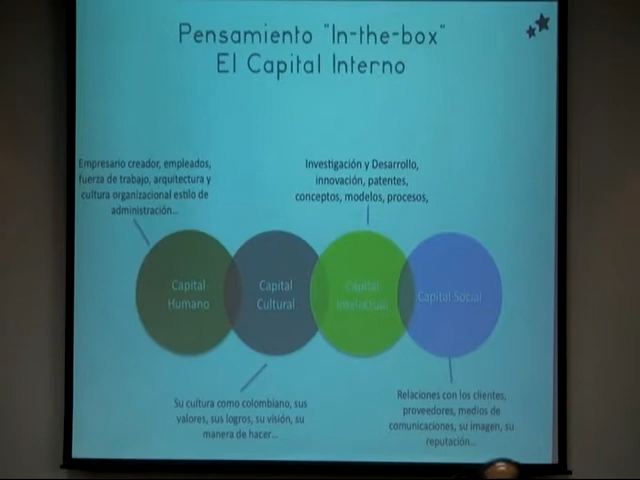 Pensamiento "In-the-box"
El Capital Interno
Empresario creador, empleados,
fuerza de trabajo, arquitectura y
cultura organizacional estilo de
administración...
Investigación y Desarrollo,
innovación, patentes,
conceptos, modelos, procesos,
Capital
Humano
Capital
Cultural
Capital
Intelectual
Capital Social
Su cultura como colombiano, sus
valores, sus logros, su visión, su
manera de hacer...
Relaciones con los clientes,
proveedores, medios de
comunicaciones, su imagen, su
reputación...